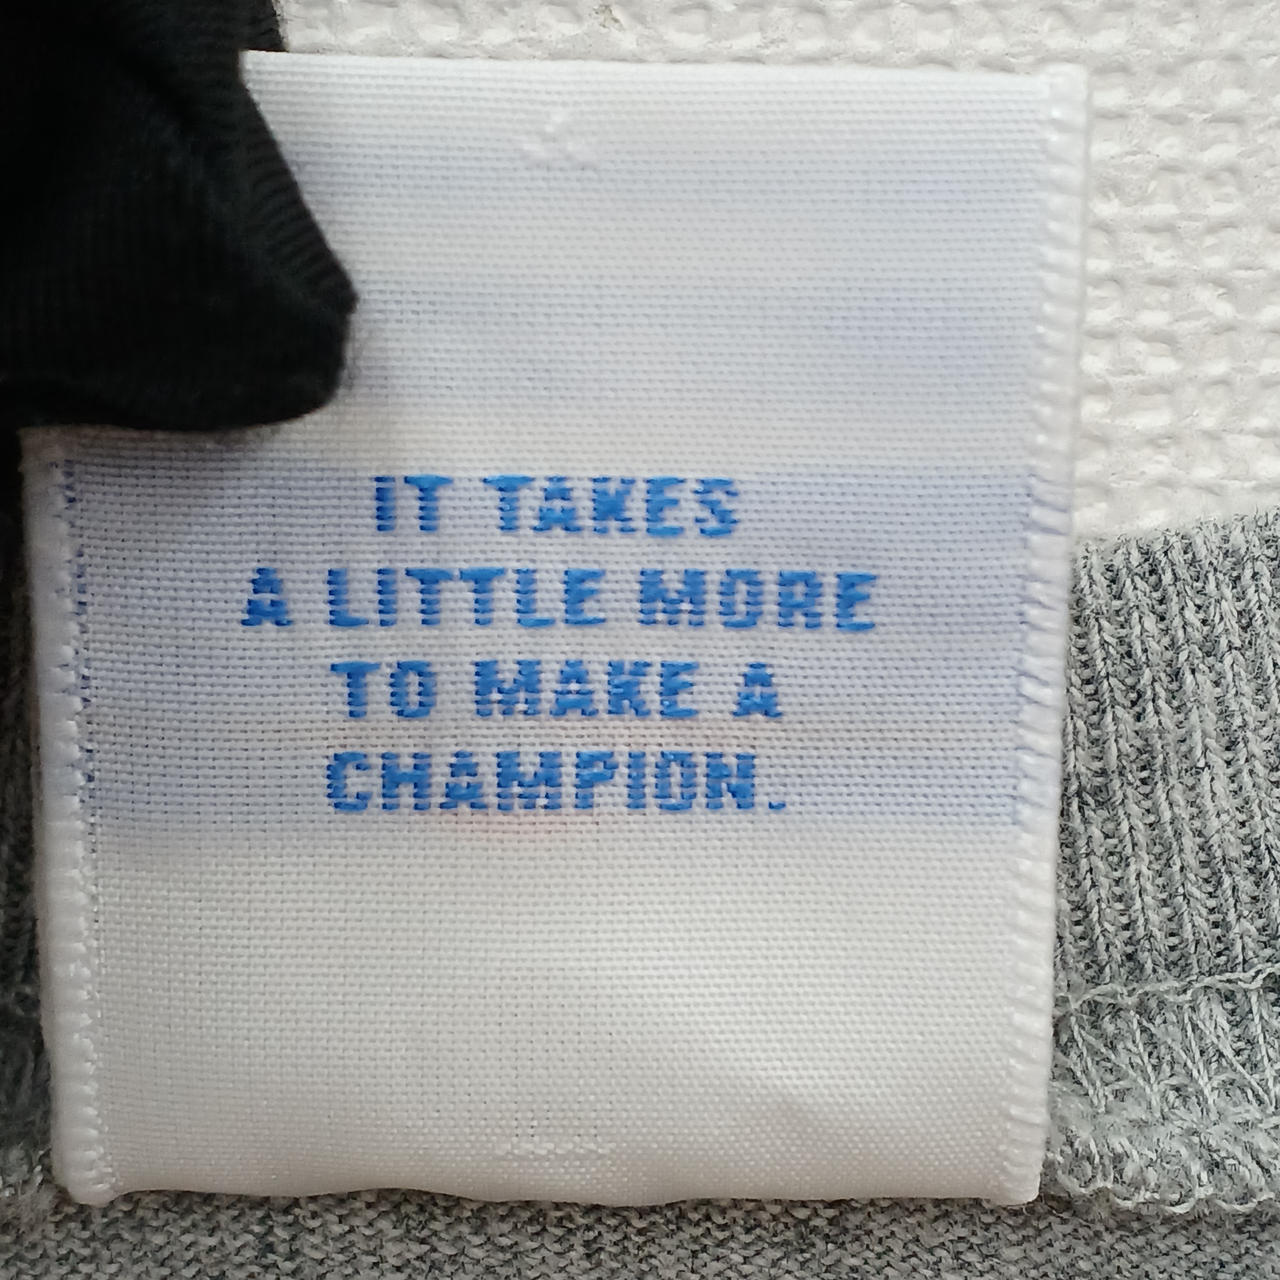 IT TAKES
A LITTLE MORE
TO MAKE A
CHAMPION.